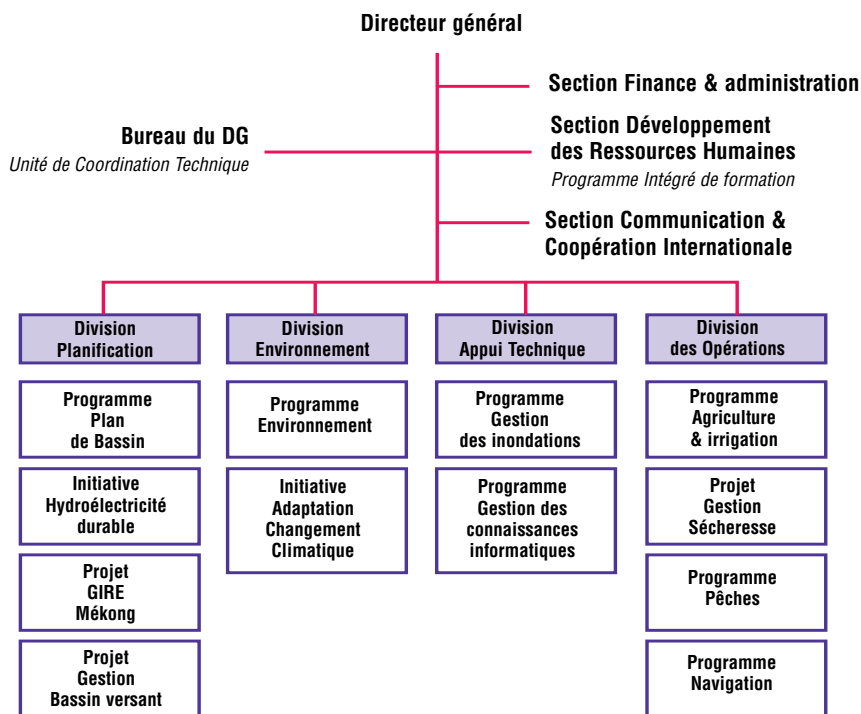 Directeur général
Section Finance & administration
Bureau du DG
Unité de Coordination Technique
Section Développement
des Ressources Humaines
Programme Intégré de formation
Section Communication &
Coopération Internationale
Division
Planification
Programme
Plan
de Bassin
Initiative
Hydroélectricité
durable
Projet
GIRE
Mékong
Projet
Gestion
Bassin versant
Division
Environnement
Programme
Environnement
Initiative
Adaptation
Changement
Climatique
Division
Appui Technique
Programme
Gestion
des inondations
Programme
Gestion des
connaissances
informatiques
Division
des Opérations
Programme
Agriculture
& irrigation
Projet
Gestion
Sécheresse
Programme
Pêches
Programme
Navigation